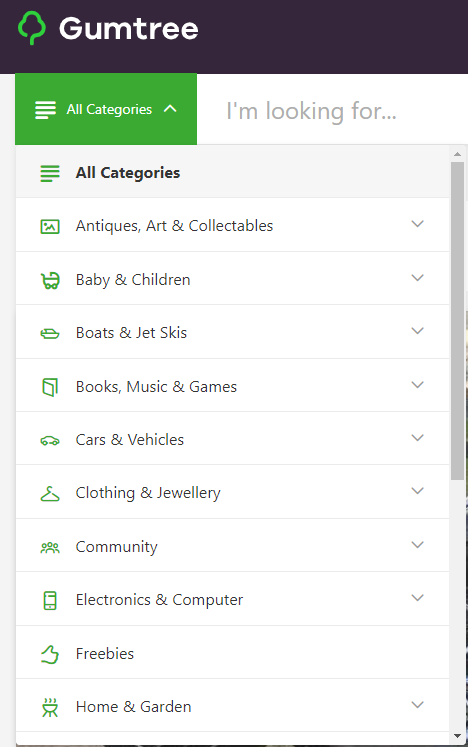 Gumtree
All Categories
I'm looking for...
All Categories
Antiques, Art & Collectables
Baby & Children
Boats & Jet Skis
Books, Music & Games
Cars & Vehicles
Clothing & Jewellery
Community
Electronics & Computer
Freebies
Home & Garden